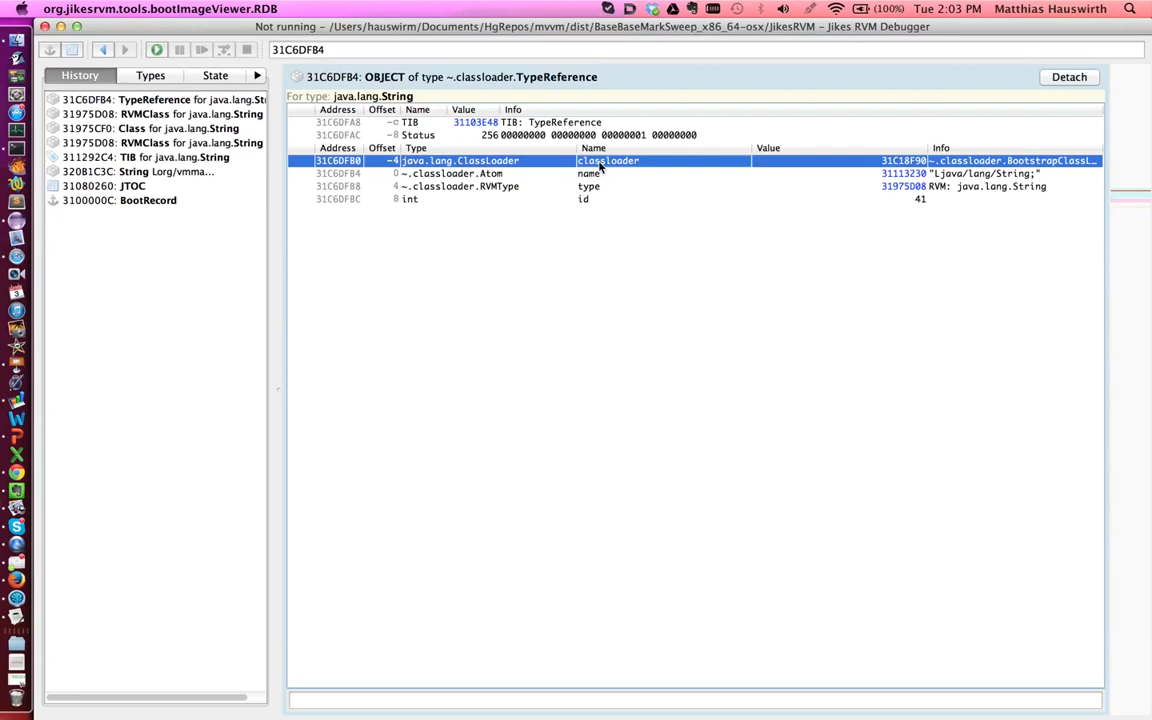 org.jikesrvm.tools.bootImageViewer.RDB (100%) Tue 2:03 PM Matthias Hauswirth
Not running — /Users/hauswirm/Documents/HgRepos/mvvm/dist/BaseBaseMarkSweep_x86_64-osx/JikesRVM — Jikes RVM Debugger
31C6DFB4
History Types State
31C6DFB4: OBJECT of type ~.classloader.TypeReference Detach
31C6DFB4: TypeReference for java.lang.Stri
31975D08: RVMClass for java.lang.String
31975CF0: Class for java.lang.String
31975D08: RVMClass for java.lang.String
311292C4: TIB for java.lang.String
320B1C3C: String Lorg/vmma...
31080260: JTOC
3100000C: BootRecord
For type: java.lang.String
Address Offset Name Value Info
31C6DFA8 -c TIB 31103E48 TIB: TypeReference
31C6DFAC -8 Status 256 00000000 00000000 00000001 00000000
Address Offset Type Name Value Info
31C6DFB0 -4 java.lang.ClassLoader classloader 31C18F90 ~.classloader.BootstrapClassL...
31C6DFB4 0 ~.classloader.Atom name 31113230 "Ljava/lang/String;"
31C6DFB8 4 ~.classloader.RVMType type 31975D08 RVM: java.lang.String
31C6DFBC 8 int id 41